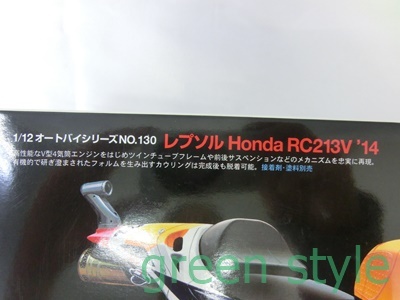 1/12 オートバイシリーズNO.130 レプソル Honda RC213V '14
高性能なV型4気筒エンジンをはじめツインチューブフレームや前後サスペンションなどのメカニズムを忠実に再現。
有機的で研ぎ澄まされたフォルムを生み出すカウリングは完成後も脱着可能。接着剤・塗料別売
green style